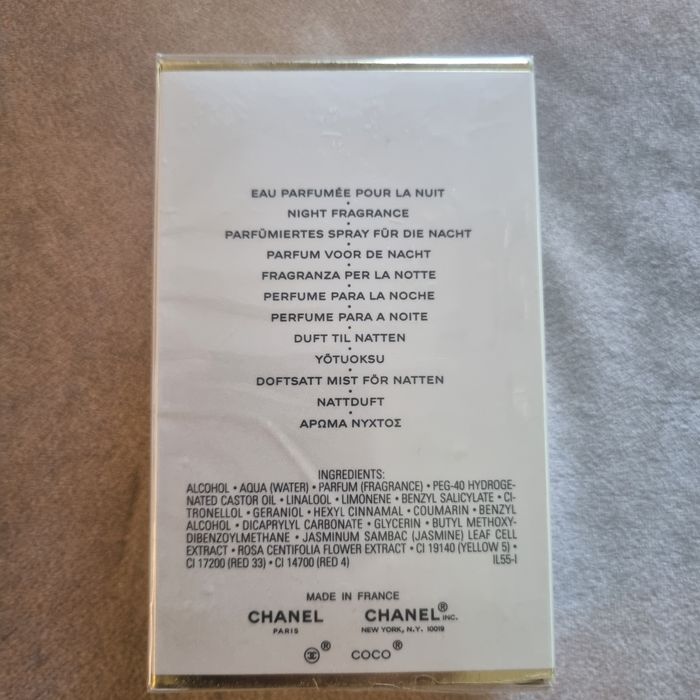 EAU PARFUMÉE POUR LA NUIT
•
NIGHT FRAGRANCE
•
PARFÜMIERTES SPRAY FÜR DIE NACHT
•
PARFUM VOOR DE NACHT
•
FRAGRANZA PER LA NOTTE
•
PERFUME PARA LA NOCHE
•
PERFUME PARA A NOITE
•
DUFT TIL NATTEN
•
YÖTUOKSU
•
DOFTSATT MIST FÖR NATTEN
•
NATTDUFT
•
ΑΡΩΜΑ ΝΥΧΤΟΣ
INGREDIENTS:
ALCOHOL • AQUA (WATER) • PARFUM (FRAGRANCE) • PEG-40 HYDROGE-
NATED CASTOR OIL • LINALOOL • LIMONENE • BENZYL SALICYLATE • CI-
TRONELLOL • GERANIOL • HEXYL CINNAMAL • COUMARIN • BENZYL
ALCOHOL • DICAPRYLYL CARBONATE • GLYCERIN • BUTYL METHOXY-
DIBENZOYLMETHANE • JASMINUM SAMBAC (JASMINE) LEAF CELL
EXTRACT • ROSA CENTIFOLIA FLOWER EXTRACT • CI 19140 (YELLOW 5) •
CI 17200 (RED 33) • CI 14700 (RED 4) IL55-I
MADE IN FRANCE
CHANEL CHANEL® INC.
PARIS NEW YORK, N.Y. 10019
® COCO®